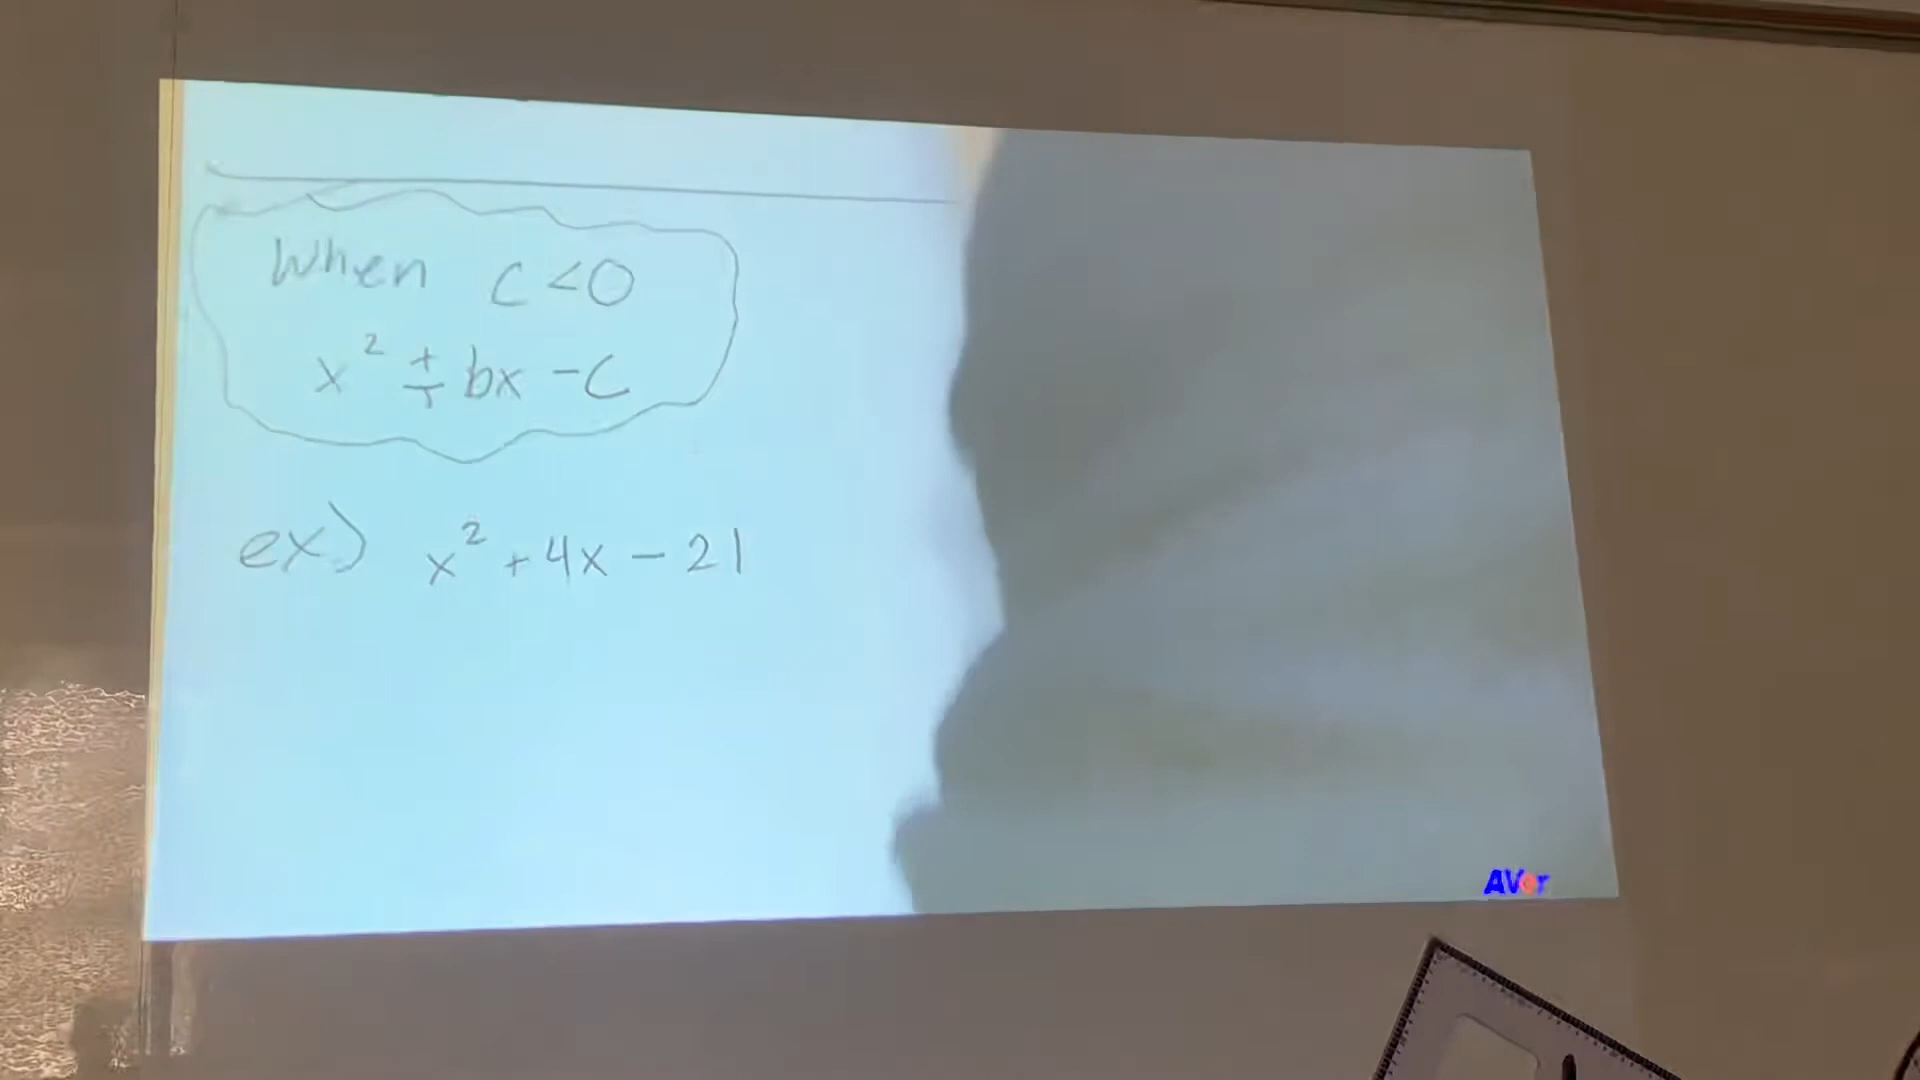 When c<0
x² ± bx - c
ex) x² + 4x - 21
AVer